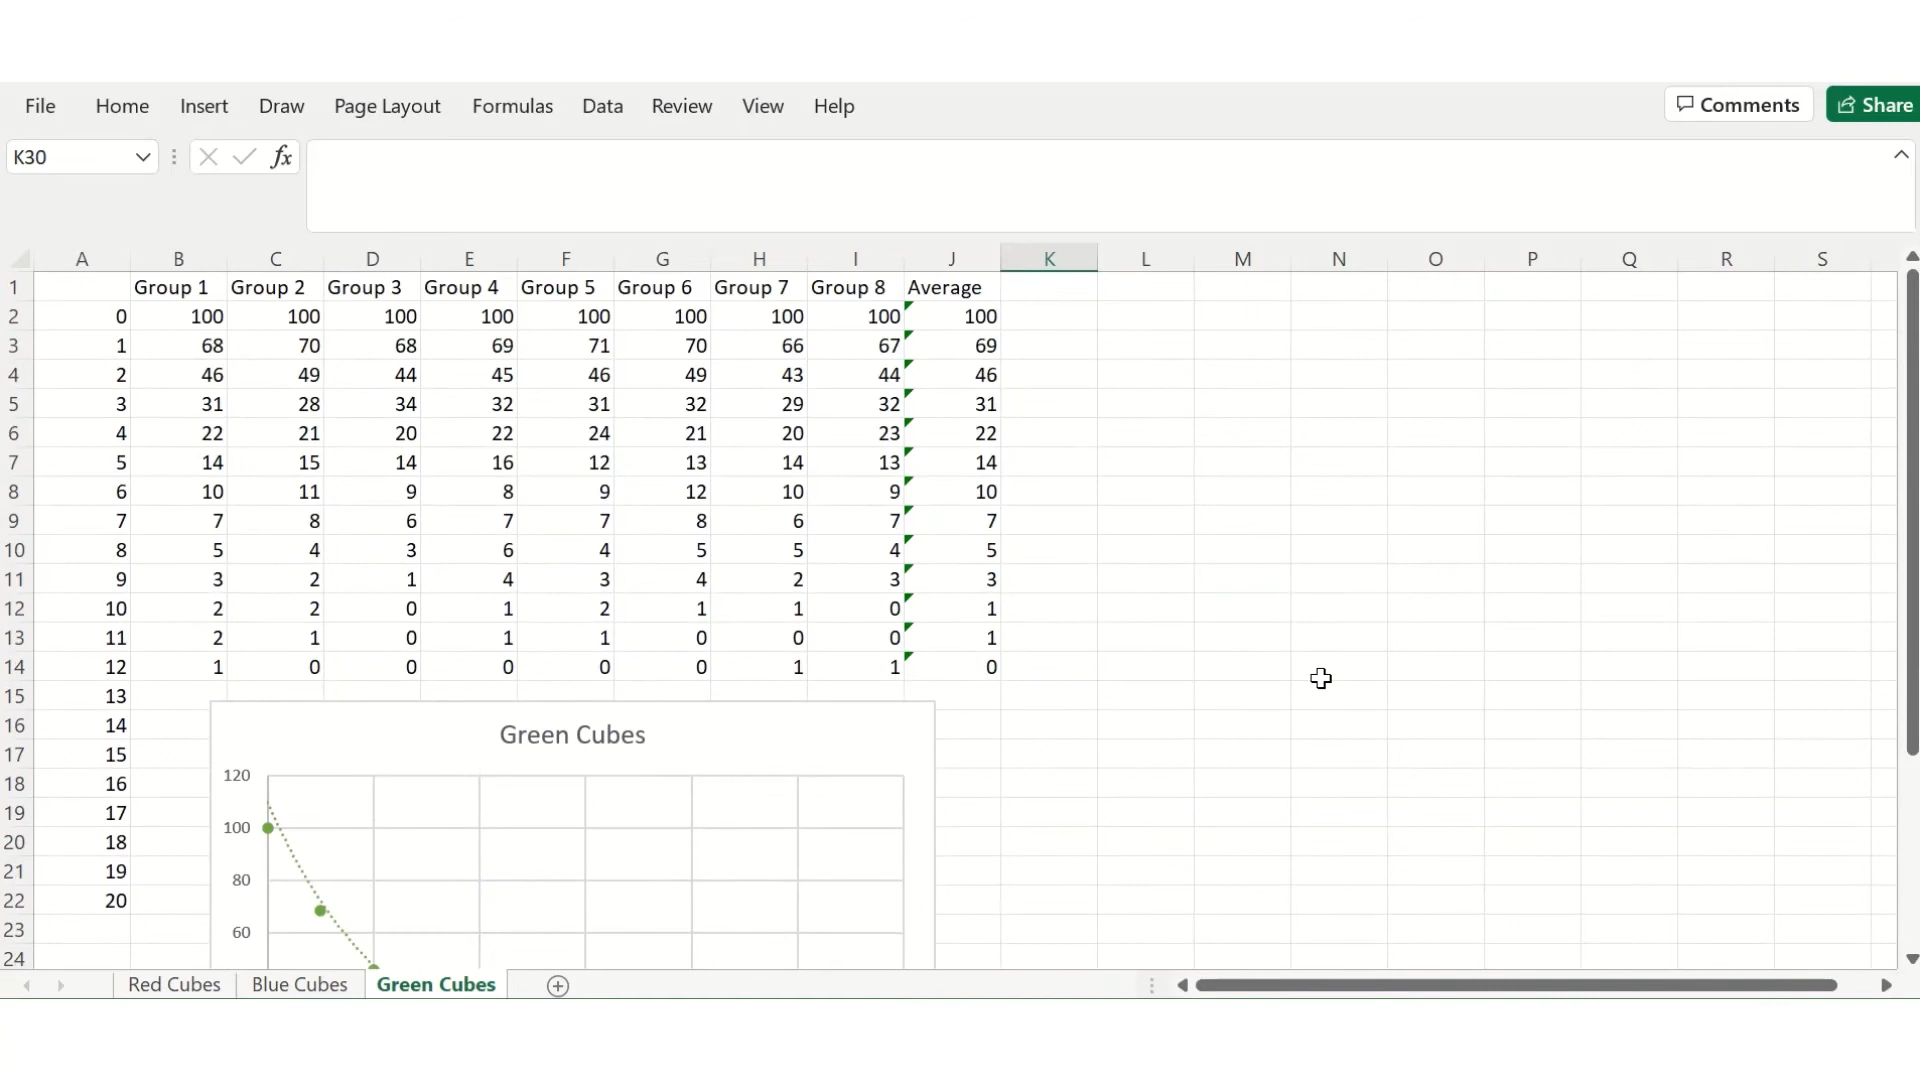 File Home Insert Draw Page Layout Formulas Data Review View Help Comments Share
K30 fx
A B C D E F G H I J K L M N O P Q R S
1 Group 1 Group 2 Group 3 Group 4 Group 5 Group 6 Group 7 Group 8 Average
2 0 100 100 100 100 100 100 100 100 100
3 1 68 70 68 69 71 70 66 67 69
4 2 46 49 44 45 46 49 43 44 46
5 3 31 28 34 32 31 32 29 32 31
6 4 22 21 20 22 24 21 20 23 22
7 5 14 15 14 16 12 13 14 13 14
8 6 10 11 9 8 9 12 10 9 10
9 7 7 8 6 7 7 8 6 7 7
10 8 5 4 3 6 4 5 5 4 5
11 9 3 2 1 4 3 4 2 3 3
12 10 2 2 0 1 2 1 1 0 1
13 11 2 1 0 1 1 0 0 0 1
14 12 1 0 0 0 0 0 1 1 0
15 13
16 14
17 15
18 16
19 17
20 18
21 19
22 20
23
24
Green Cubes
120
100
80
60
Red Cubes Blue Cubes Green Cubes